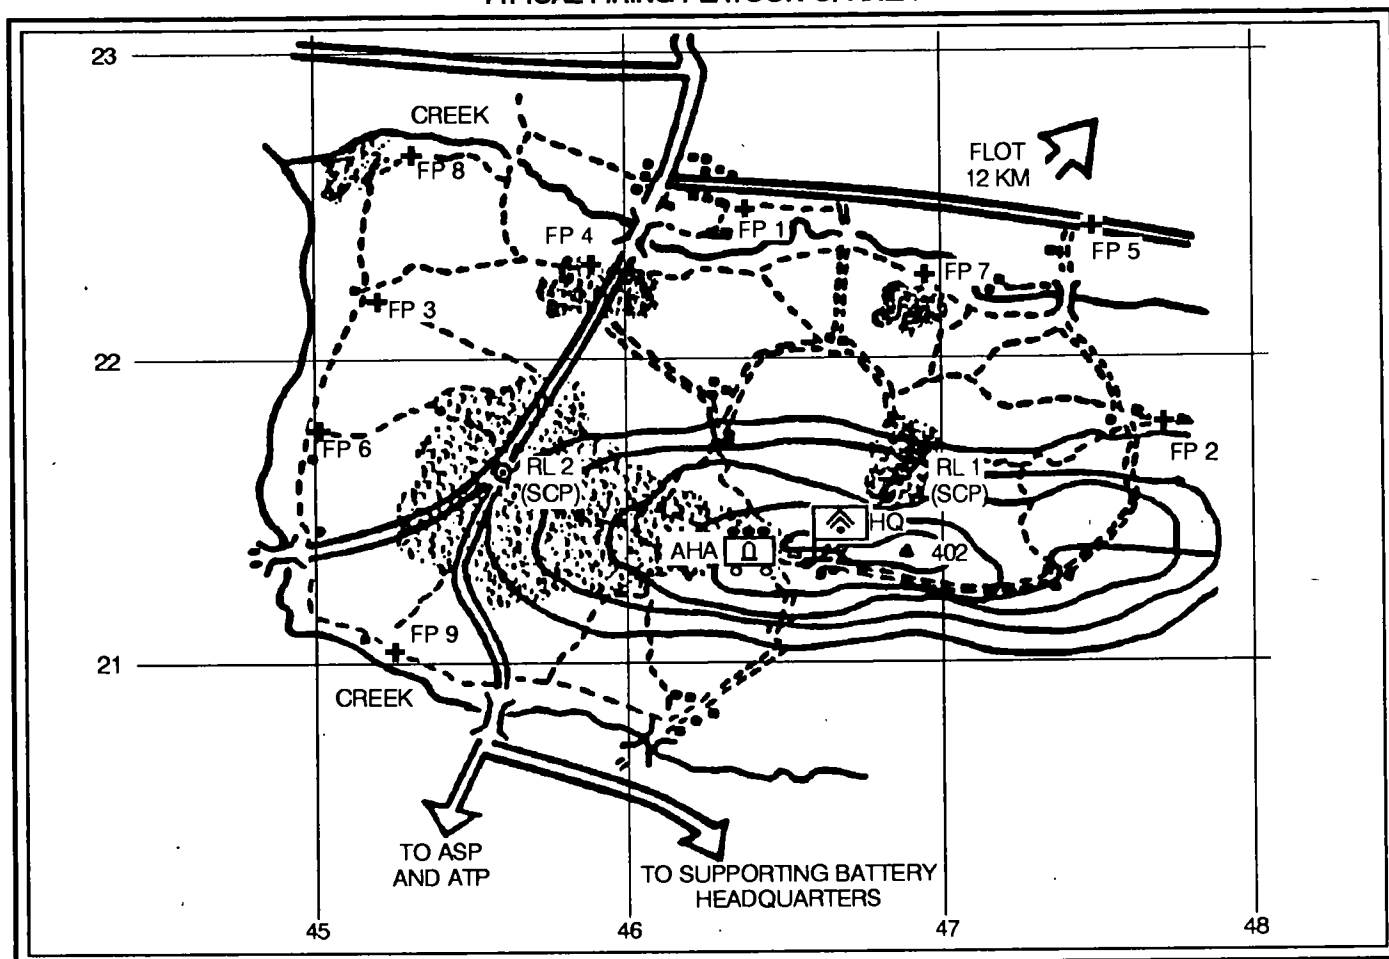 23
CREEK
FLOT
12 KM
FP 8
FP 4
FP 1
FP 5
FP 7
FP 3
22
FP 6
FP 2
RL 2
(SCP)
RL 1
(SCP)
HQ
AHA
402
FP 9
21
CREEK
TO ASP
AND ATP
TO SUPPORTING BATTERY
HEADQUARTERS
45
46
47
48